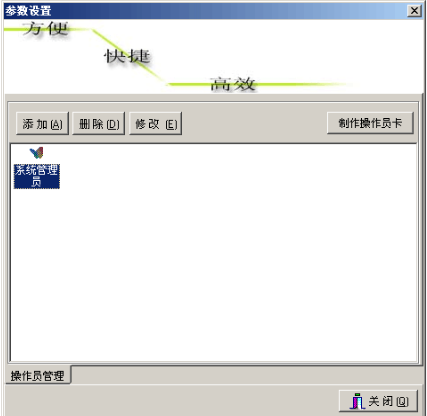 参数设置
方便
快捷
高效
添 加(A) 删 除(D) 修 改 (E) 制作操作员卡
系统管理
员
操作员管理
关 闭(Q)